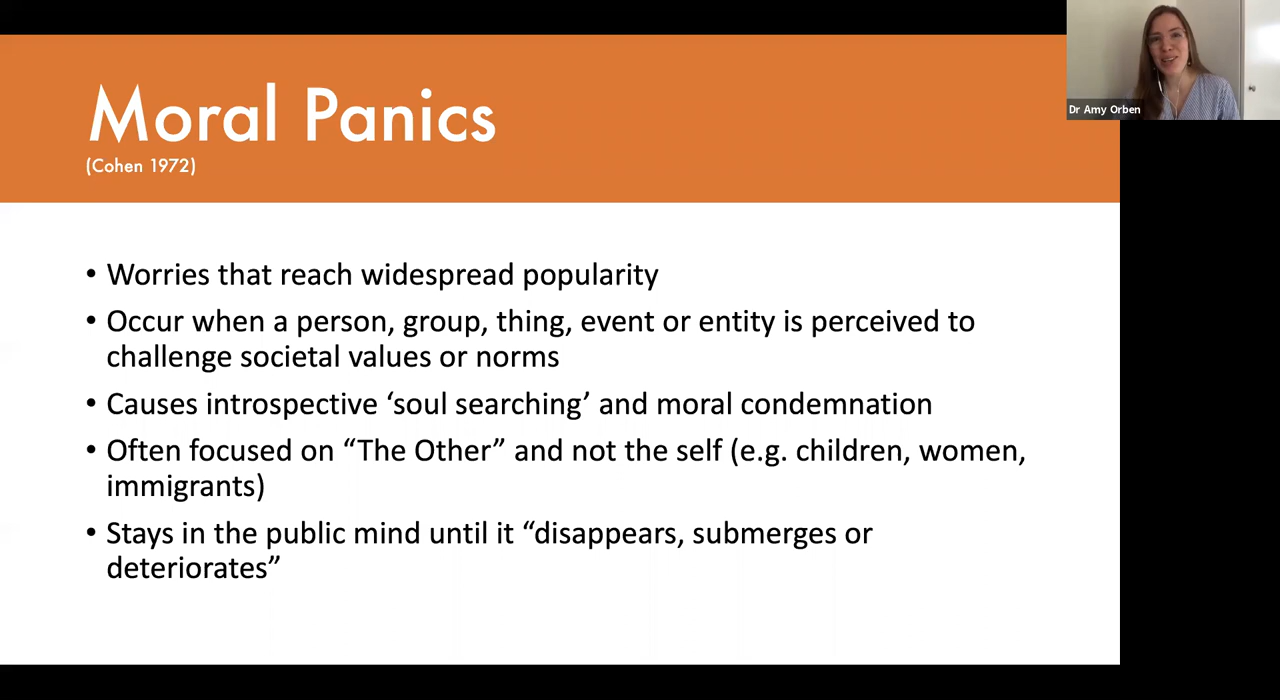 Moral Panics
(Cohen 1972)
Dr Amy Orben
• Worries that reach widespread popularity
• Occur when a person, group, thing, event or entity is perceived to
challenge societal values or norms
• Causes introspective ‘soul searching’ and moral condemnation
• Often focused on “The Other” and not the self (e.g. children, women,
immigrants)
• Stays in the public mind until it “disappears, submerges or
deteriorates”